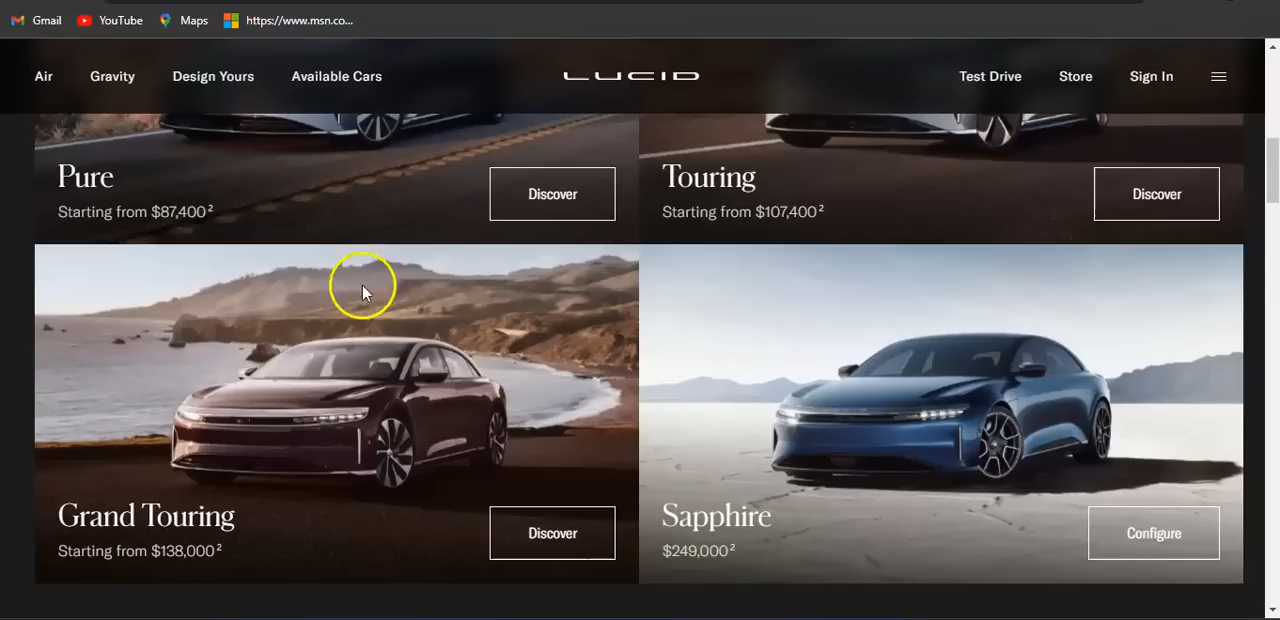 Gmail YouTube Maps https://www.msn.co...
Air Gravity Design Yours Available Cars LUCID Test Drive Store Sign In
Pure
Starting from $87,400²
Discover
Touring
Starting from $107,400²
Discover
Grand Touring
Starting from $138,000²
Discover
Sapphire
$249,000²
Configure